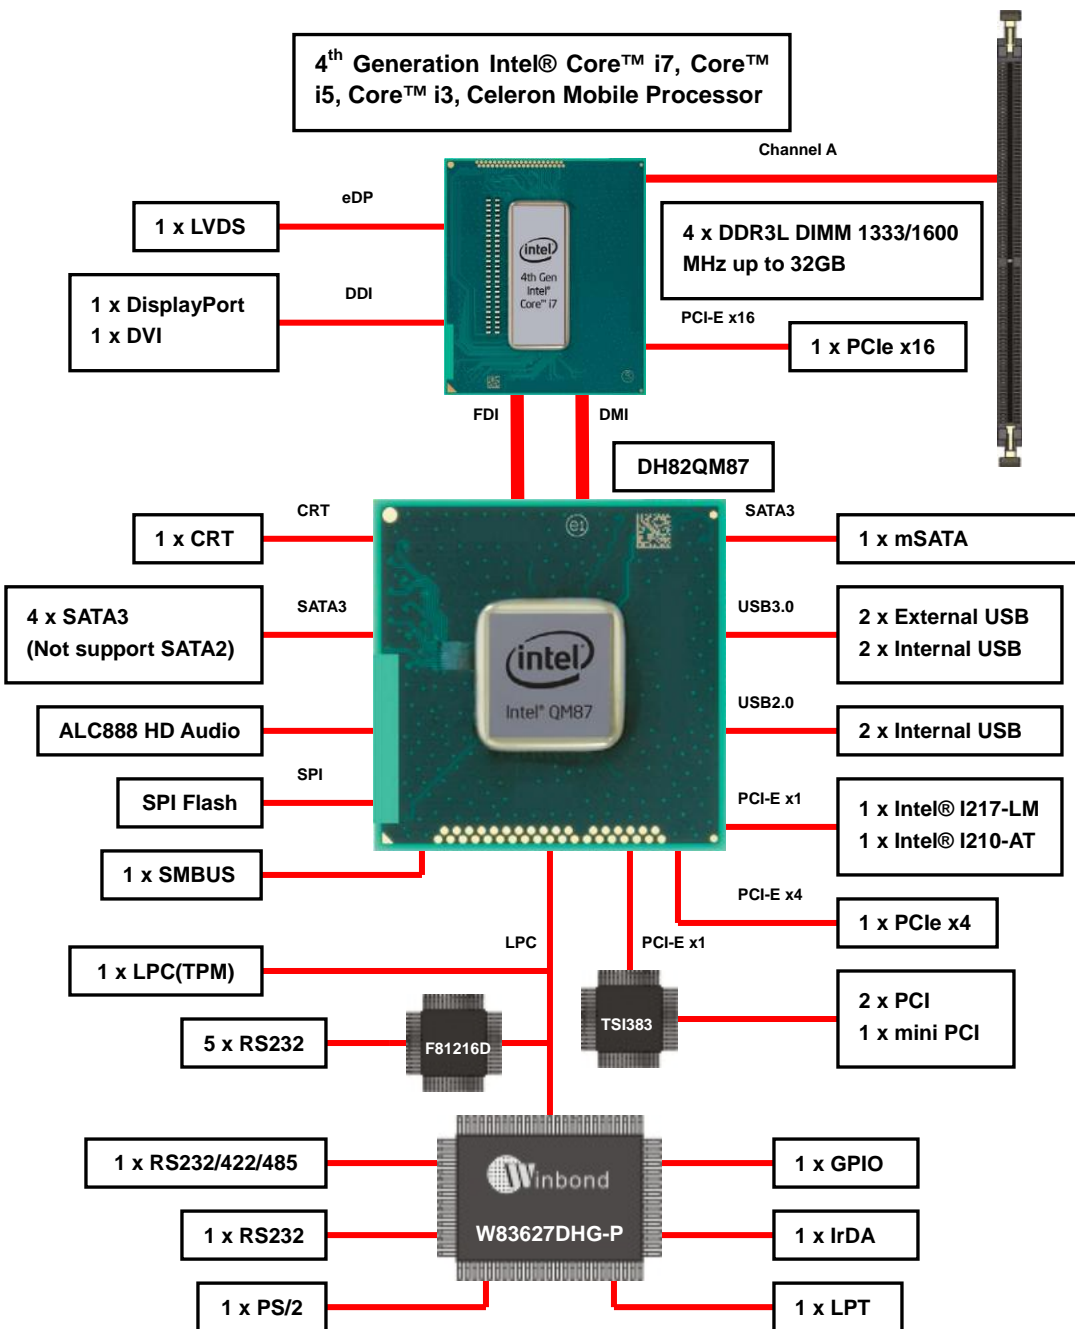 4th Generation Intel® Core™ i7, Core™
i5, Core™ i3, Celeron Mobile Processor
Channel A
eDP
1 x LVDS
intel
4th Gen
Intel®
Core™ i7
4 x DDR3L DIMM 1333/1600
MHz up to 32GB
DDI
1 x DisplayPort
1 x DVI
PCI-E x16
1 x PCIe x16
FDI
DMI
DH82QM87
CRT
1 x CRT
e1
SATA3
1 x mSATA
SATA3
4 x SATA3
(Not support SATA2)
USB3.0
2 x External USB
2 x Internal USB
intel
Intel® QM87
ALC888 HD Audio
USB2.0
2 x Internal USB
SPI
SPI Flash
PCI-E x1
1 x Intel® I217-LM
1 x Intel® I210-AT
1 x SMBUS
PCI-E x4
1 x PCIe x4
LPC
PCI-E x1
1 x LPC(TPM)
TSI383
2 x PCI
1 x mini PCI
5 x RS232
F81216D
1 x RS232/422/485
Winbond
W83627DHG-P
1 x GPIO
1 x RS232
1 x IrDA
1 x PS/2
1 x LPT